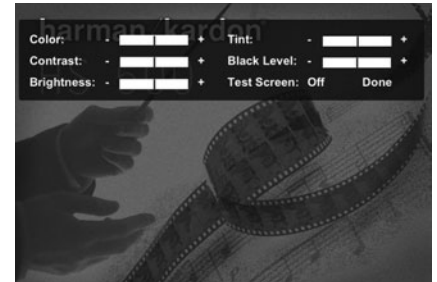 harman/kardon
Color: - + Tint: - +
Contrast: - + Black Level: - +
Brightness: - + Test Screen: Off Done